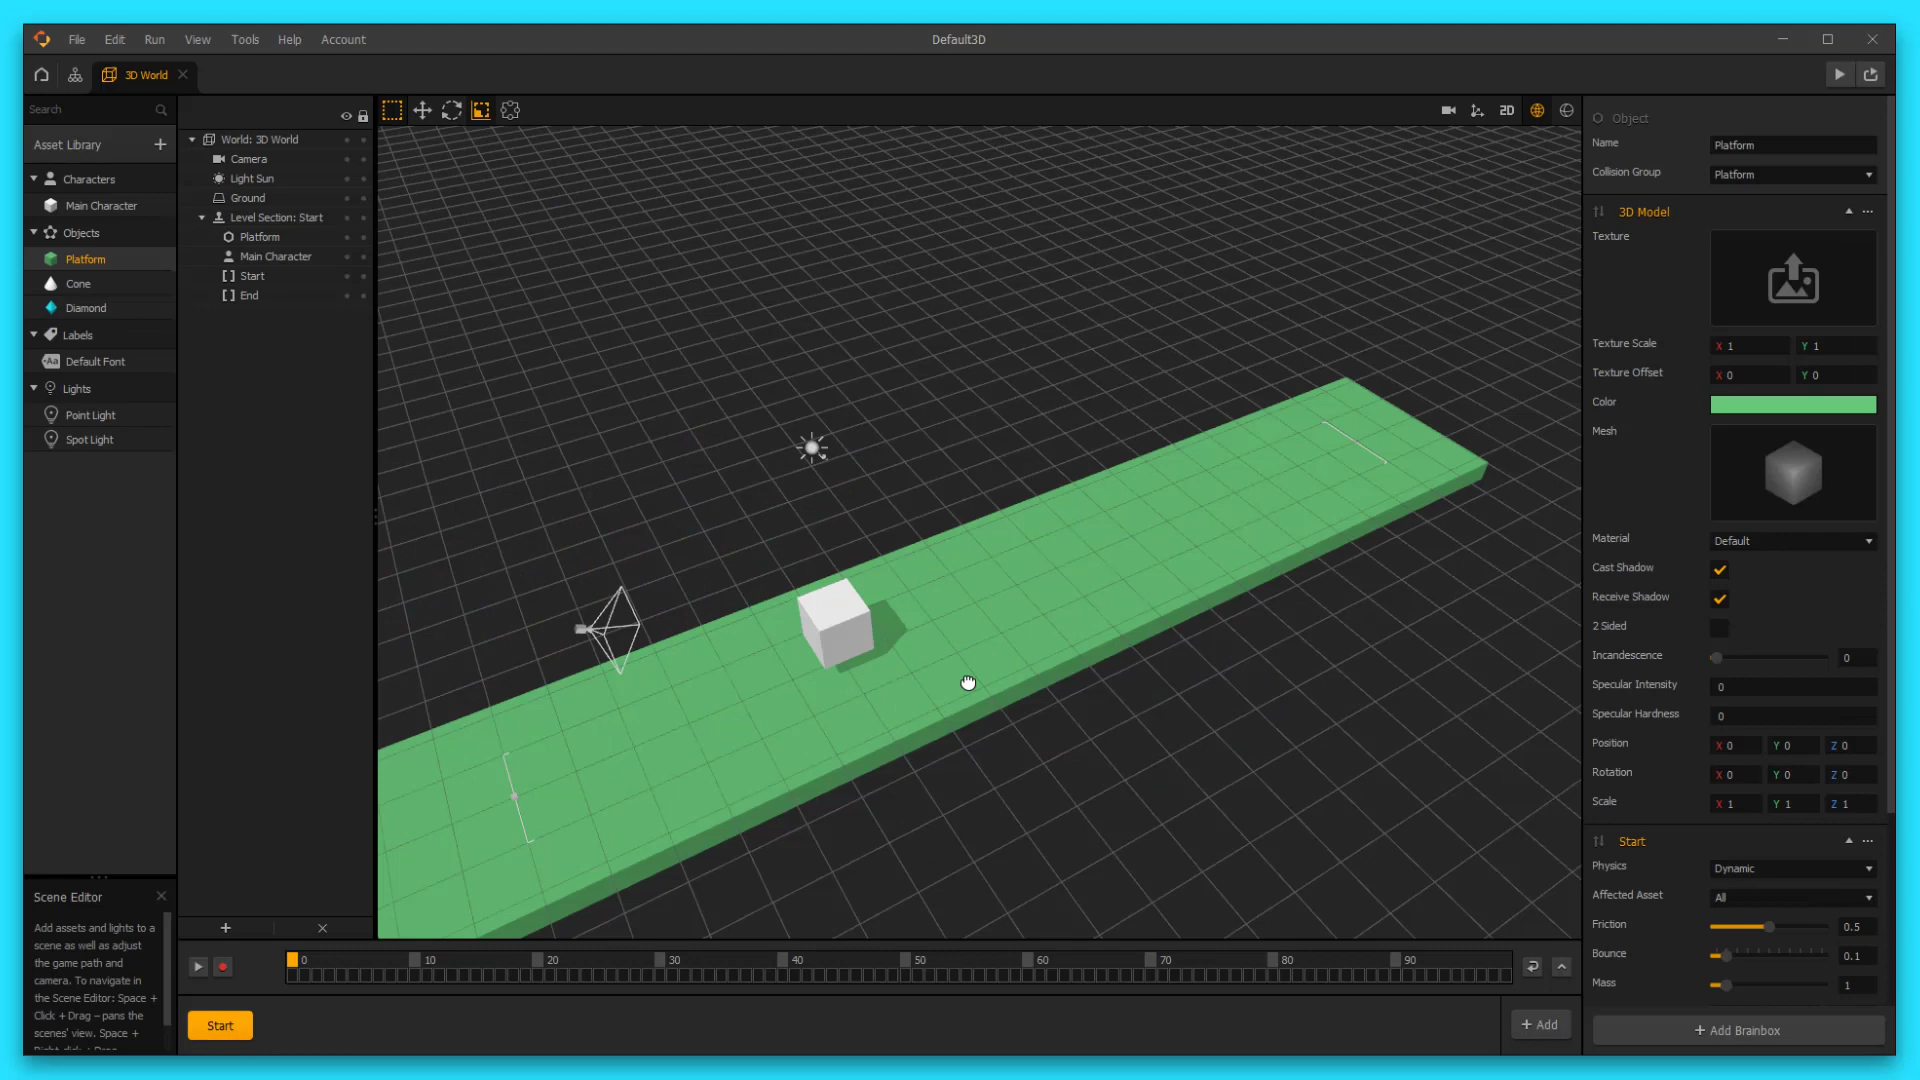 File Edit Run View Tools Help Account
Default3D
3D World
Search
Asset Library
Characters
Main Character
Objects
Platform
Cone
Diamond
Labels
Aa Default Font
Lights
Point Light
Spot Light
World: 3D World
Camera
Light Sun
Ground
Level Section: Start
Platform
Main Character
Start
End
2D
Object
Name Platform
Collision Group Platform
3D Model
Texture
Texture Scale X 1 Y 1
Texture Offset X 0 Y 0
Color
Mesh
Material Default
Cast Shadow
Receive Shadow
2 Sided
Incandescence 0
Specular Intensity 0
Specular Hardness 0
Position X 0 Y 0 Z 0
Rotation X 0 Y 0 Z 0
Scale X 1 Y 1 Z 1
Start
Physics Dynamic
Affected Asset All
Friction 0.5
Bounce 0.1
Mass 1
+ Add Brainbox
Scene Editor
Add assets and lights to a
scene as well as adjust
the game path and
camera. To navigate in
the Scene Editor: Space +
Click + Drag – pans the
scenes' view. Space +
0 10 20 30 40 50 60 70 80 90
Start
+ Add